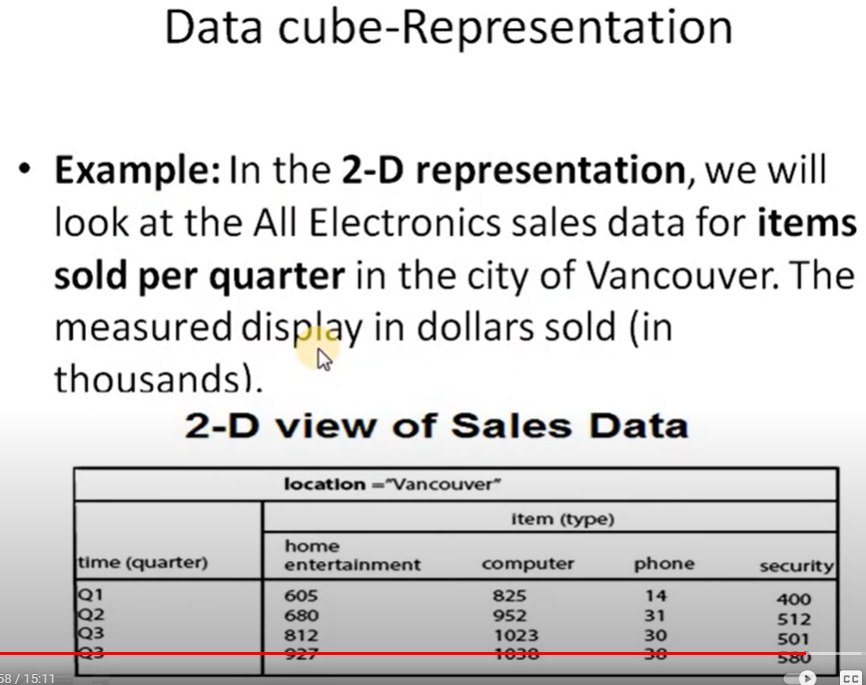 Data cube-Representation
• Example: In the 2-D representation, we will
look at the All Electronics sales data for items
sold per quarter in the city of Vancouver. The
measured display in dollars sold (in
thousands).
2-D view of Sales Data
location ="Vancouver"
item (type)
home
time (quarter) entertainment computer phone security
Q1 605 825 14 400
Q2 680 952 31 512
Q3 812 1023 30 501
Q3 927 1038 38 580
58 / 15:11 CC